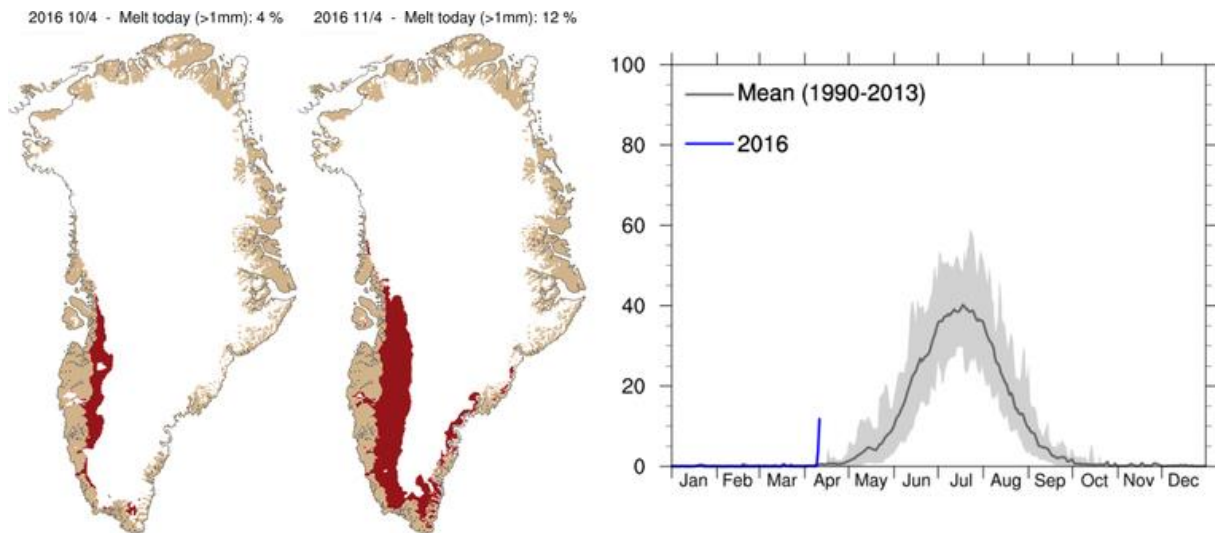 2016 10/4 - Melt today (>1mm): 4 %
2016 11/4 - Melt today (>1mm): 12 %
100
Mean (1990-2013)
80
2016
60
40
20
0
Jan Feb Mar Apr May Jun Jul Aug Sep Oct Nov Dec